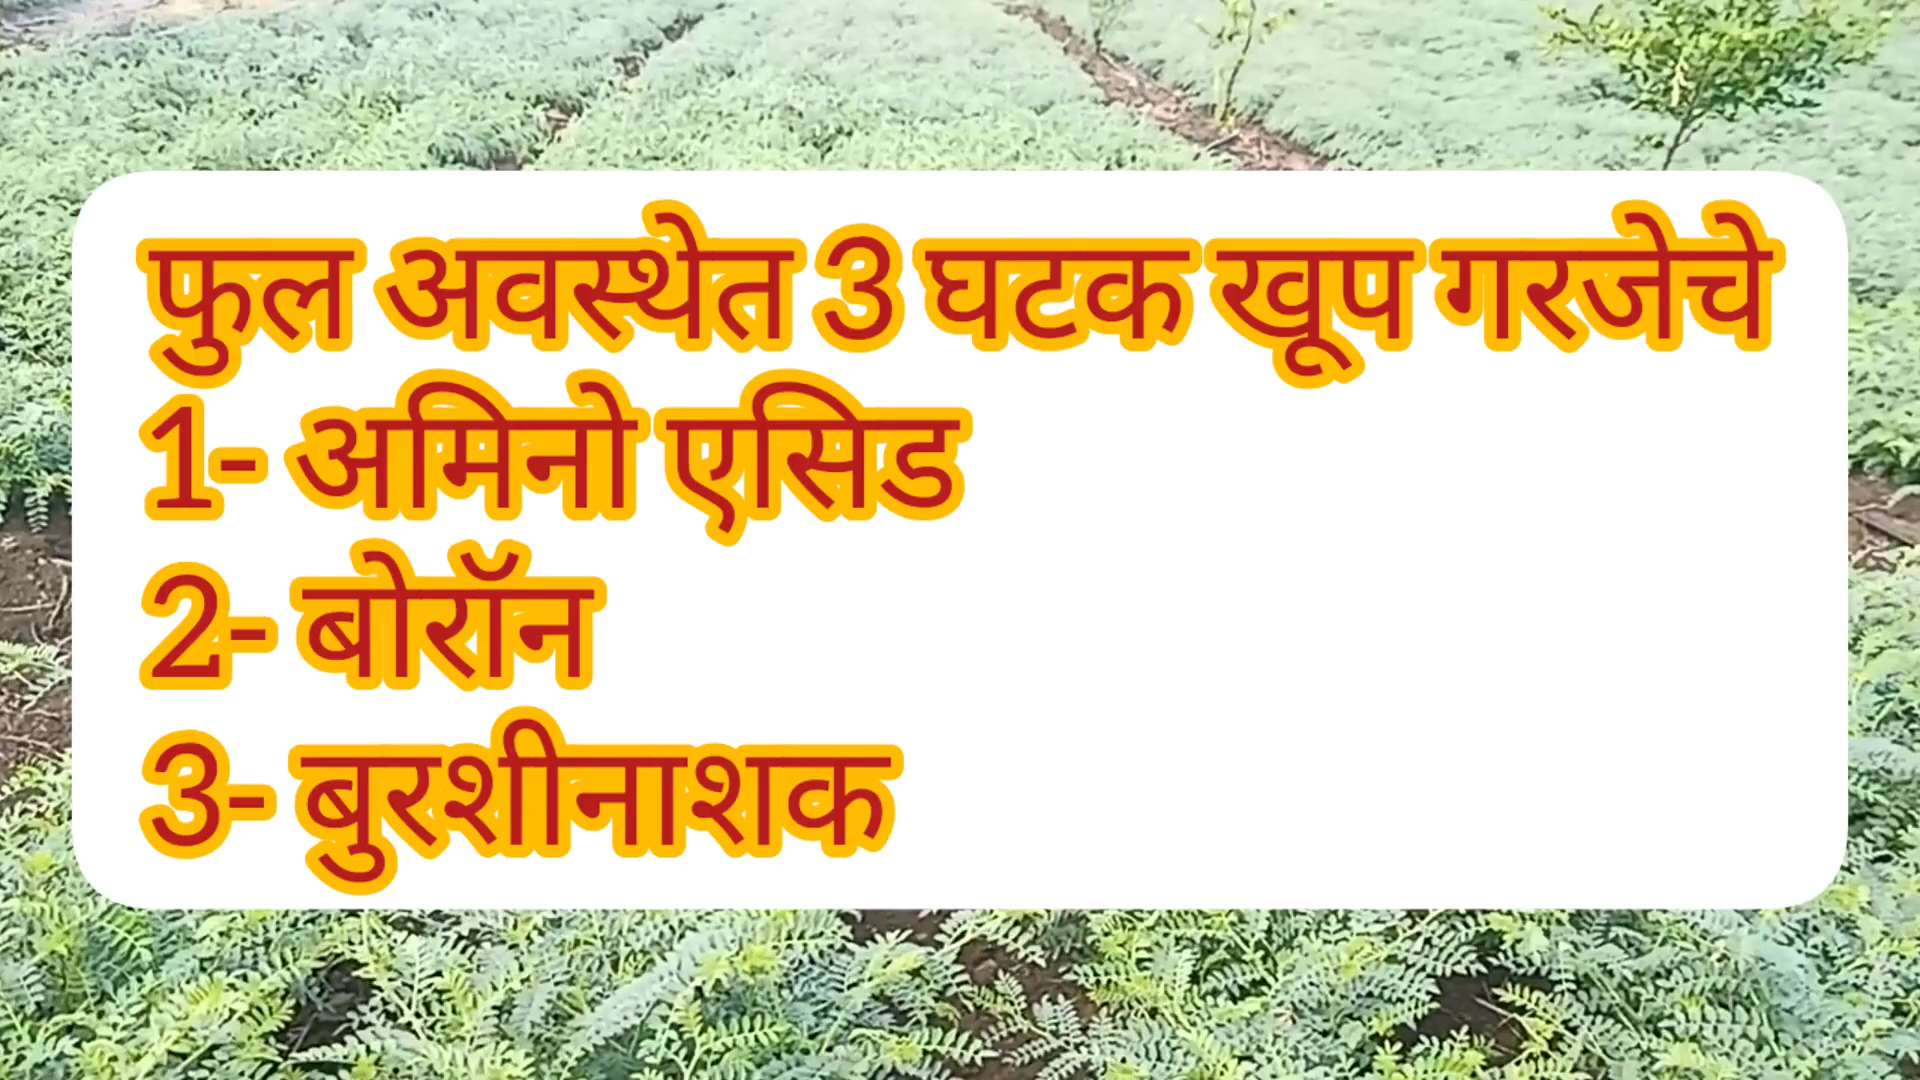 फुल अवस्थेत 3 घटक खूप गरजेचे
1- अमिनो एसिड
2- बोरॉन
3- बुरशीनाशक